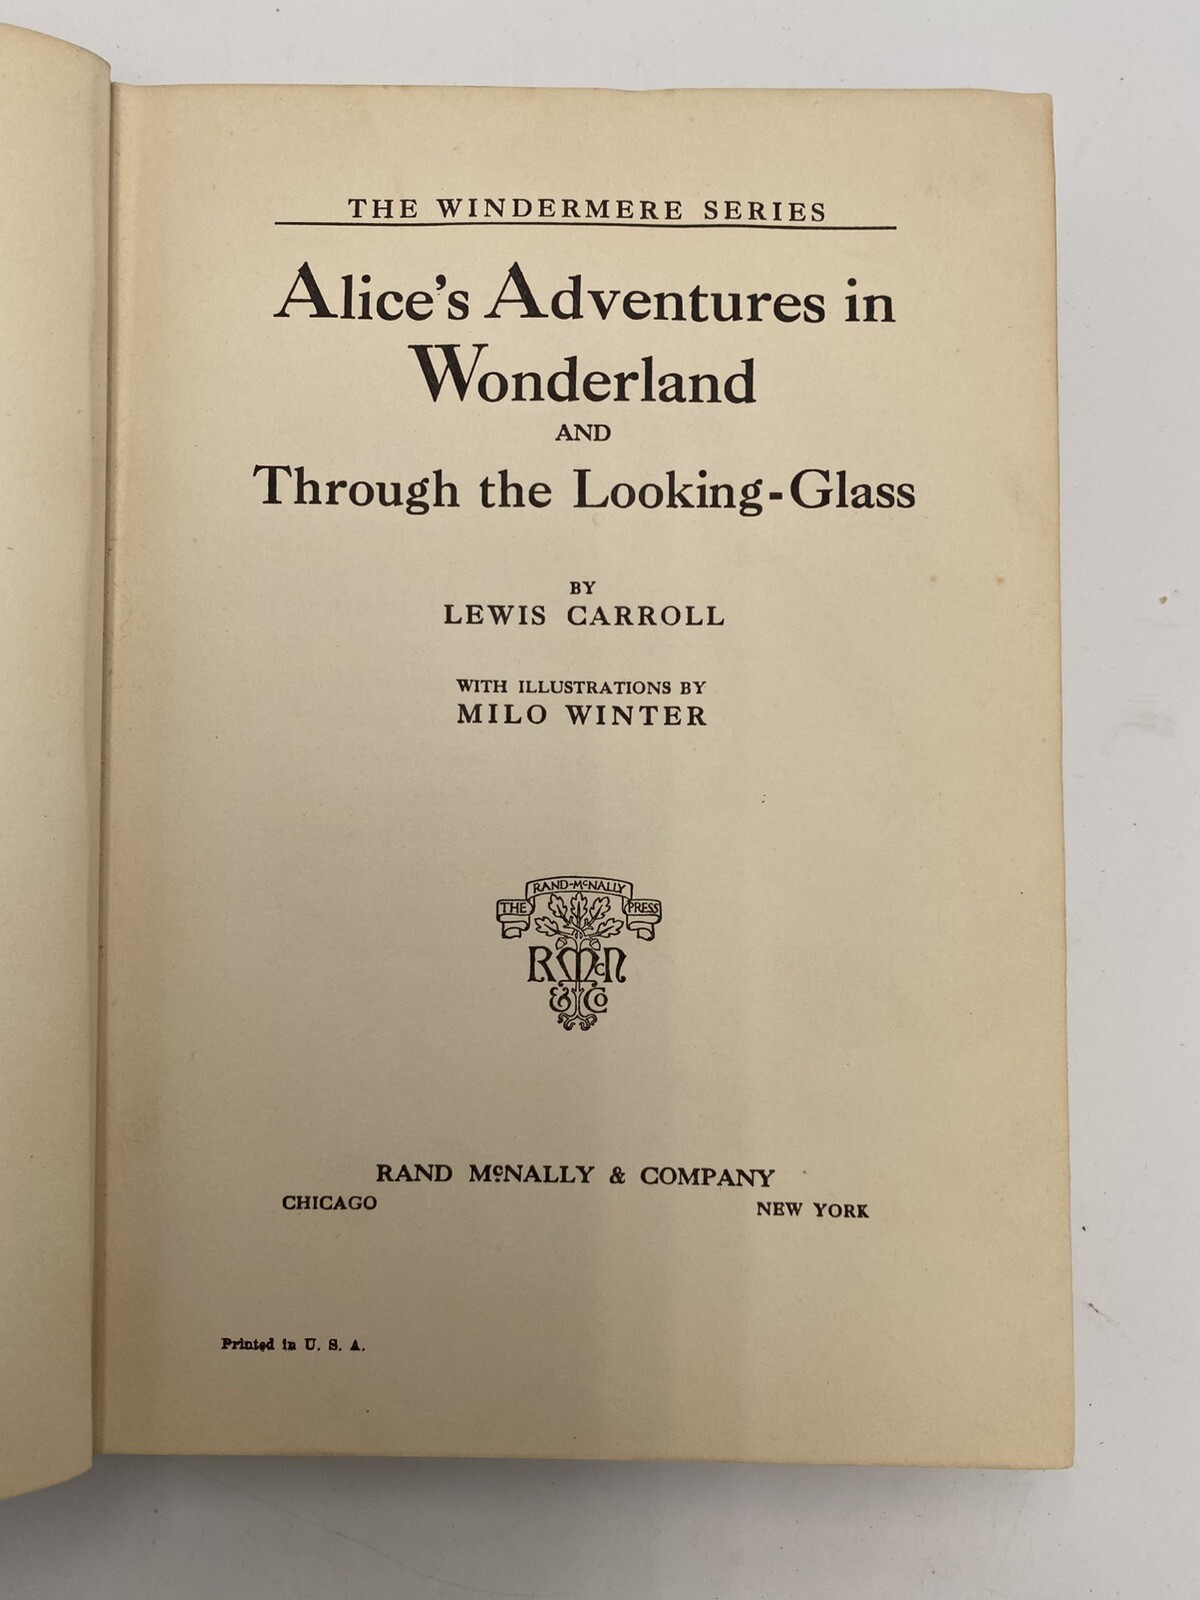 THE WINDERMERE SERIES
Alice's Adventures in
Wonderland
AND
Through the Looking-Glass
BY
LEWIS CARROLL
WITH ILLUSTRATIONS BY
MILO WINTER
THE RAND-McNALLY PRESS
RMcN
& Co
RAND McNALLY & COMPANY
CHICAGO NEW YORK
Printed in U. S. A.